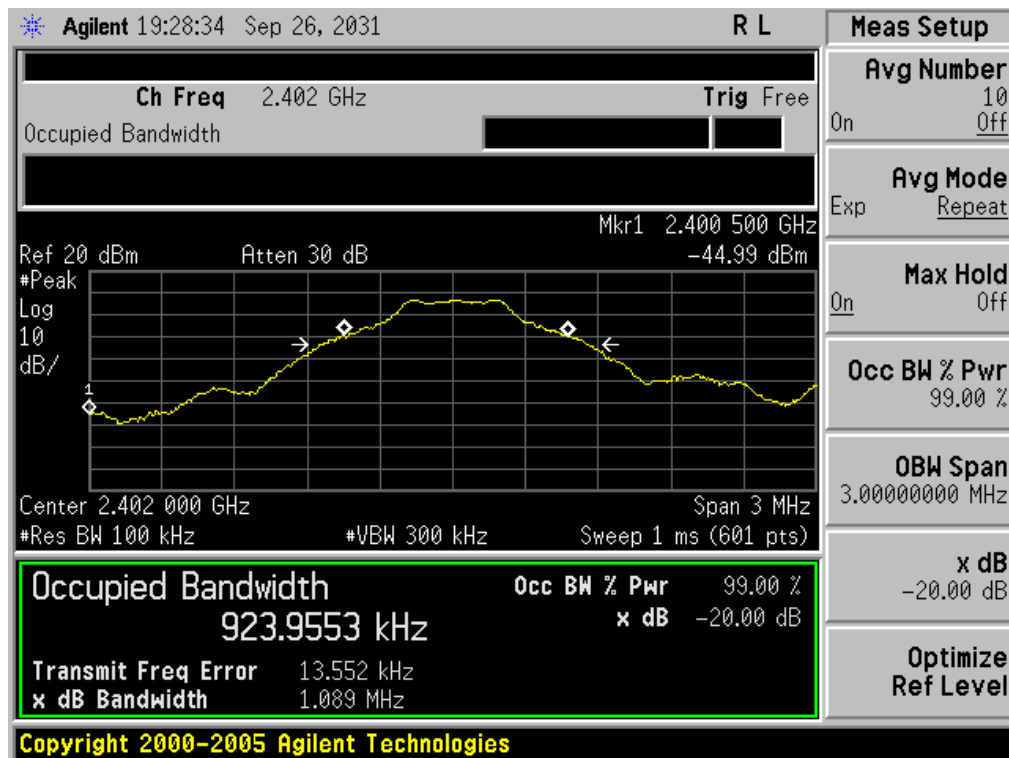 Agilent 19:28:34 Sep 26, 2031 R L
Meas Setup
Ch Freq 2.402 GHz Trig Free
Occupied Bandwidth
Mkr1 2.400 500 GHz
Ref 20 dBm Atten 30 dB -44.99 dBm
#Peak
Log
10
dB/
1
Center 2.402 000 GHz Span 3 MHz
#Res BW 100 kHz #VBW 300 kHz Sweep 1 ms (601 pts)
Occupied Bandwidth Occ BW % Pwr 99.00 %
923.9553 kHz x dB -20.00 dB
Transmit Freq Error 13.552 kHz
x dB Bandwidth 1.089 MHz
Avg Number
10
On Off
Avg Mode
Exp Repeat
Max Hold
On Off
Occ BW % Pwr
99.00 %
OBW Span
3.00000000 MHz
x dB
-20.00 dB
Optimize
Ref Level
Copyright 2000-2005 Agilent Technologies